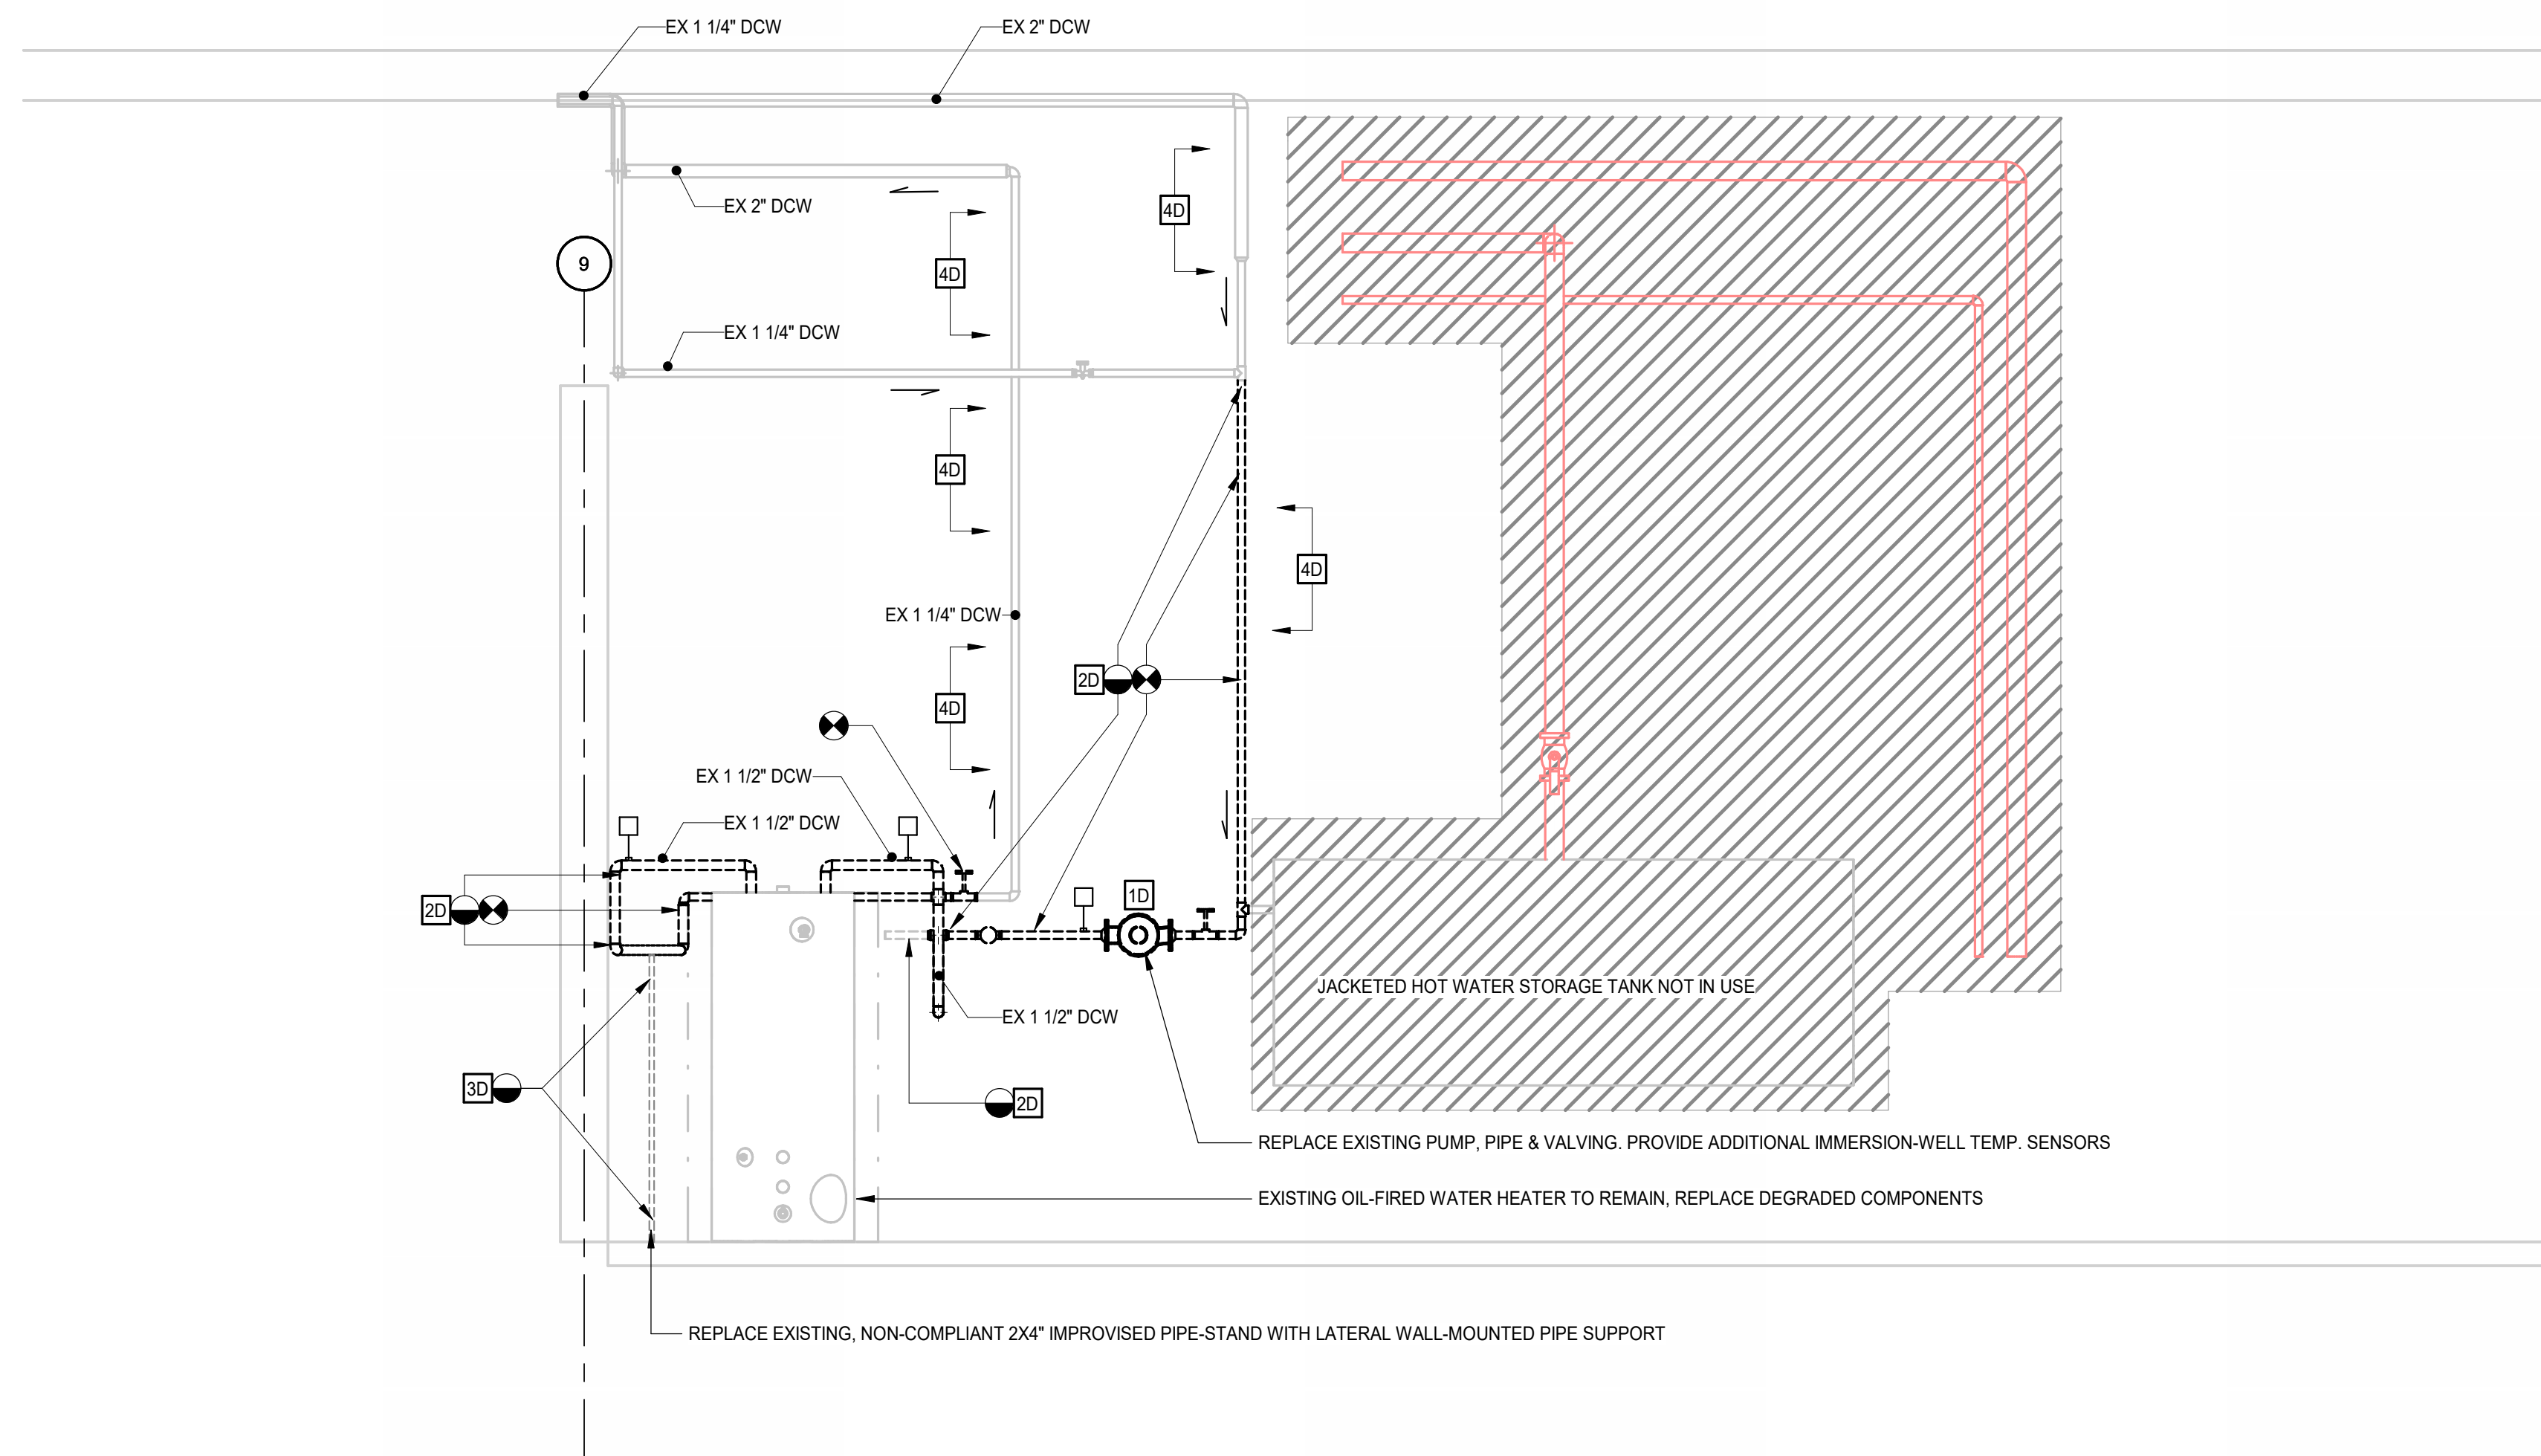 EX 1 1/4" DCW
EX 2" DCW
4D
EX 2" DCW
9
4D
EX 1 1/4" DCW
4D
4D
EX 1 1/4" DCW
2D
4D
EX 1 1/2" DCW
EX 1 1/2" DCW
1D
2D
JACKETED HOT WATER STORAGE TANK NOT IN USE
EX 1 1/2" DCW
3D
2D
REPLACE EXISTING PUMP, PIPE & VALVING. PROVIDE ADDITIONAL IMMERSION-WELL TEMP. SENSORS
EXISTING OIL-FIRED WATER HEATER TO REMAIN, REPLACE DEGRADED COMPONENTS
REPLACE EXISTING, NON-COMPLIANT 2X4" IMPROVISED PIPE-STAND WITH LATERAL WALL-MOUNTED PIPE SUPPORT